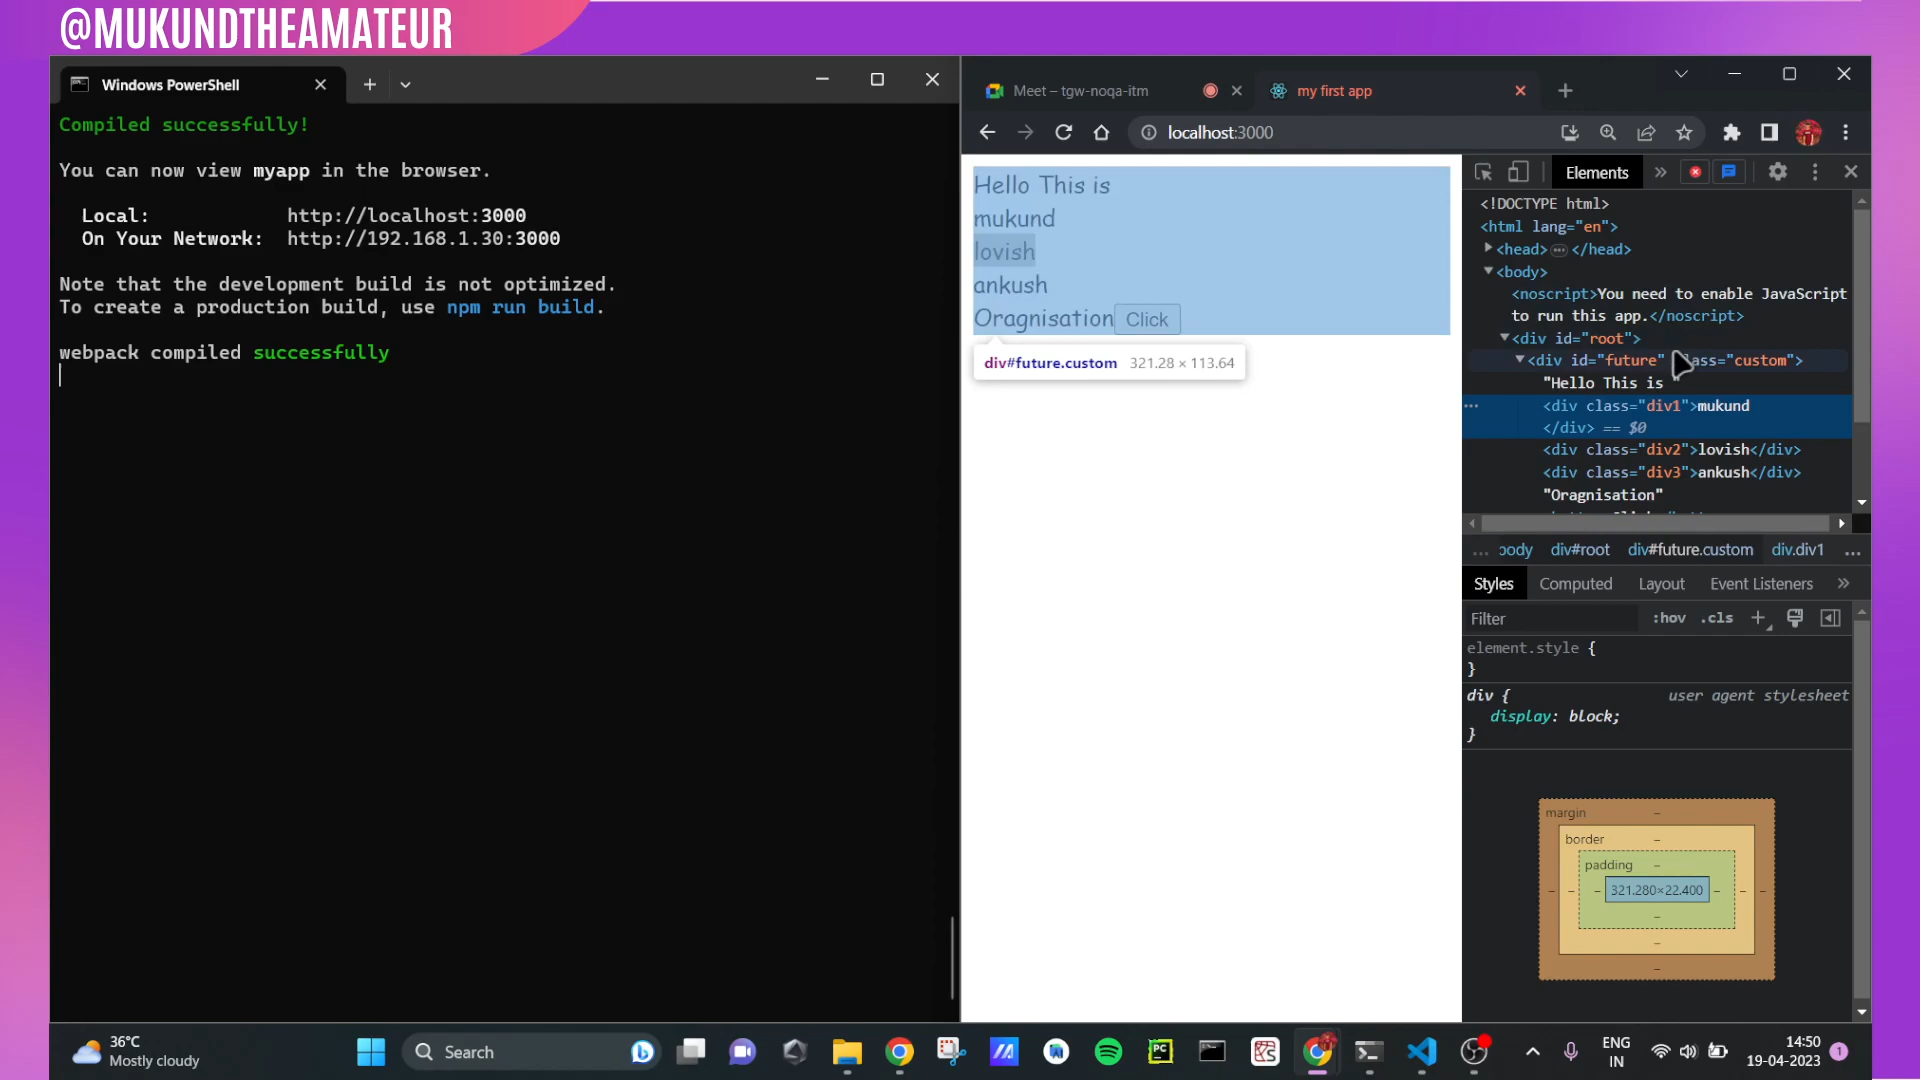 @MUKUNDTHEAMATEUR
Windows PowerShell
Compiled successfully!
You can now view myapp in the browser.
Local: http://localhost:3000
On Your Network: http://192.168.1.30:3000
Note that the development build is not optimized.
To create a production build, use npm run build.
webpack compiled successfully
Meet – tgw-noqa-itm
my first app
localhost:3000
Hello This is
mukund
lovish
ankush
Oragnisation Click
div#future.custom 321.28 × 113.64
Elements
<!DOCTYPE html>
<html lang="en">
<head> ... </head>
<body>
<noscript>You need to enable JavaScript
to run this app.</noscript>
<div id="root">
<div id="future" class="custom">
"Hello This is "
<div class="div1">mukund
</div> == $0
<div class="div2">lovish</div>
<div class="div3">ankush</div>
"Oragnisation"
... body div#root div#future.custom div.div1 ...
Styles Computed Layout Event Listeners
Filter :hov .cls
element.style {
}
div { user agent stylesheet
display: block;
}
margin –
border –
padding –
– – – 321.280×22.400 – – –
–
–
–
36°C
Mostly cloudy
Search
ENG
IN
14:50
19-04-2023
1